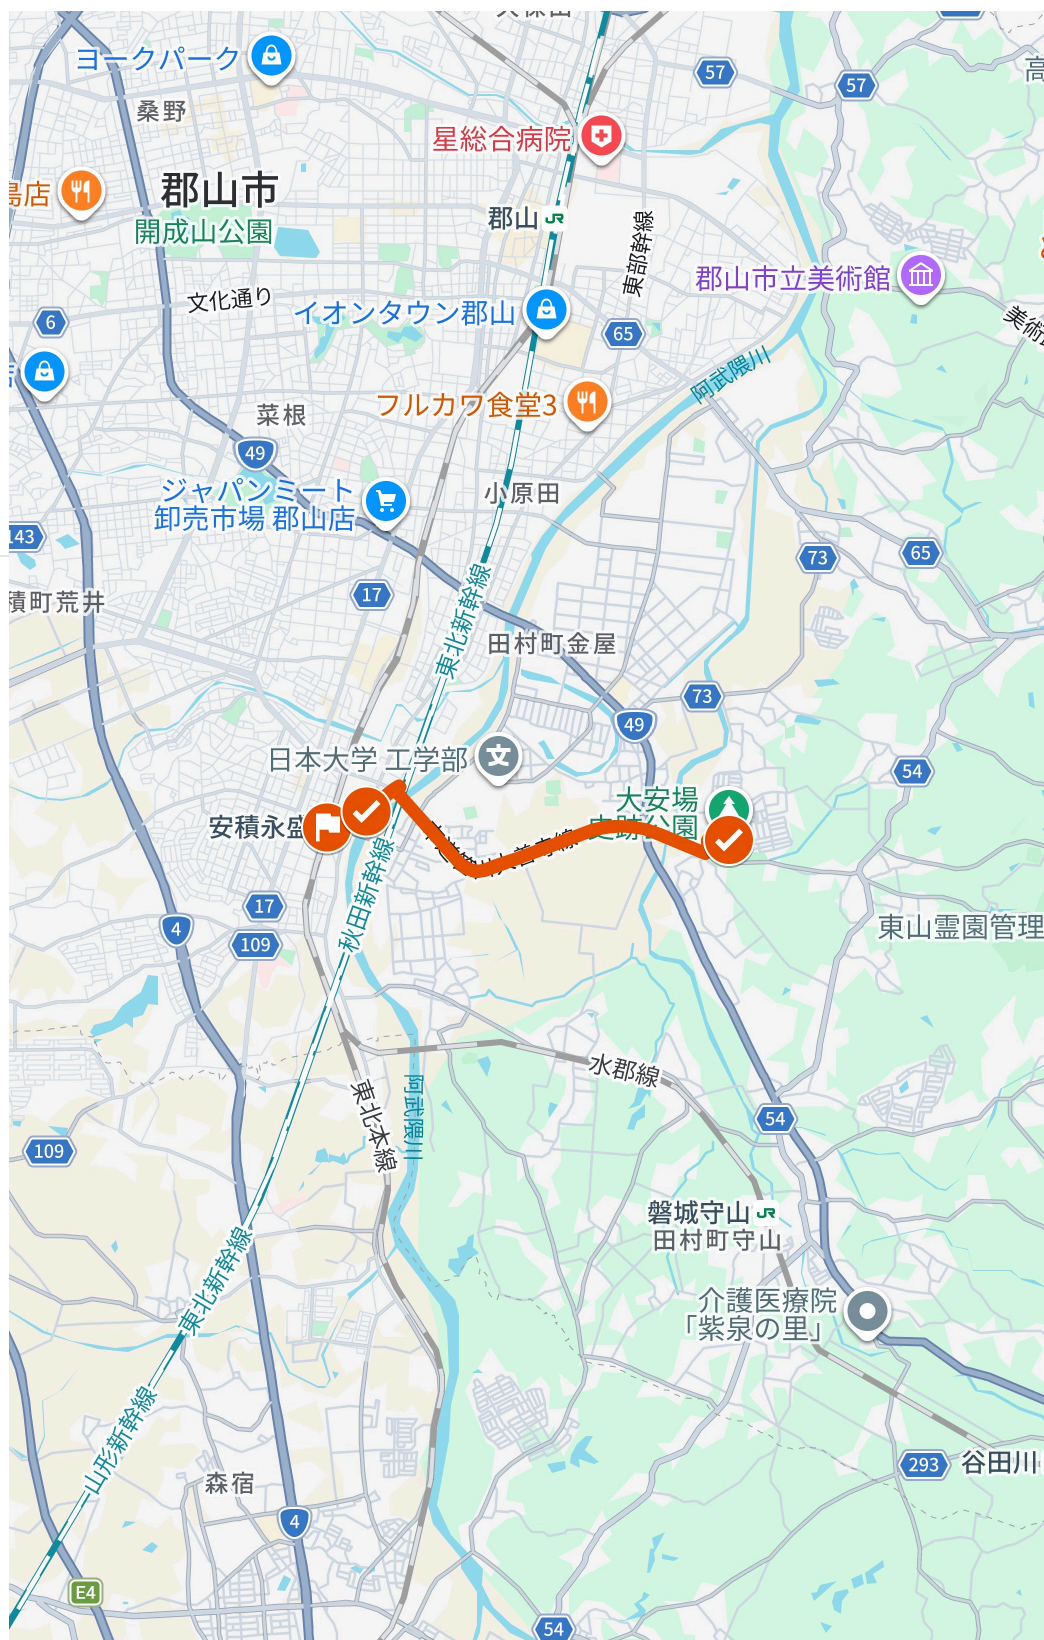 ヨークパーク
57
57
桑野
星総合病院
郡山市
郡山
開成山公園
東部幹線
郡山市立美術館
文化通り
イオンタウン郡山
6
65
阿武隈川
フルカワ食堂3
菜根
49
ジャパンミート
卸売市場 郡山店
小原田
143
73
65
17
積町荒井
東北新幹線
田村町金屋
73
49
日本大学 工学部
54
大安場
史跡公園
安積永盛
秋田新幹線
17
4
109
東山霊園管理
水郡線
東北本線
阿武隈川
54
109
磐城守山
田村町守山
東北新幹線
介護医療院
「紫泉の里」
山形新幹線
293
谷田川
森宿
4
E4
54